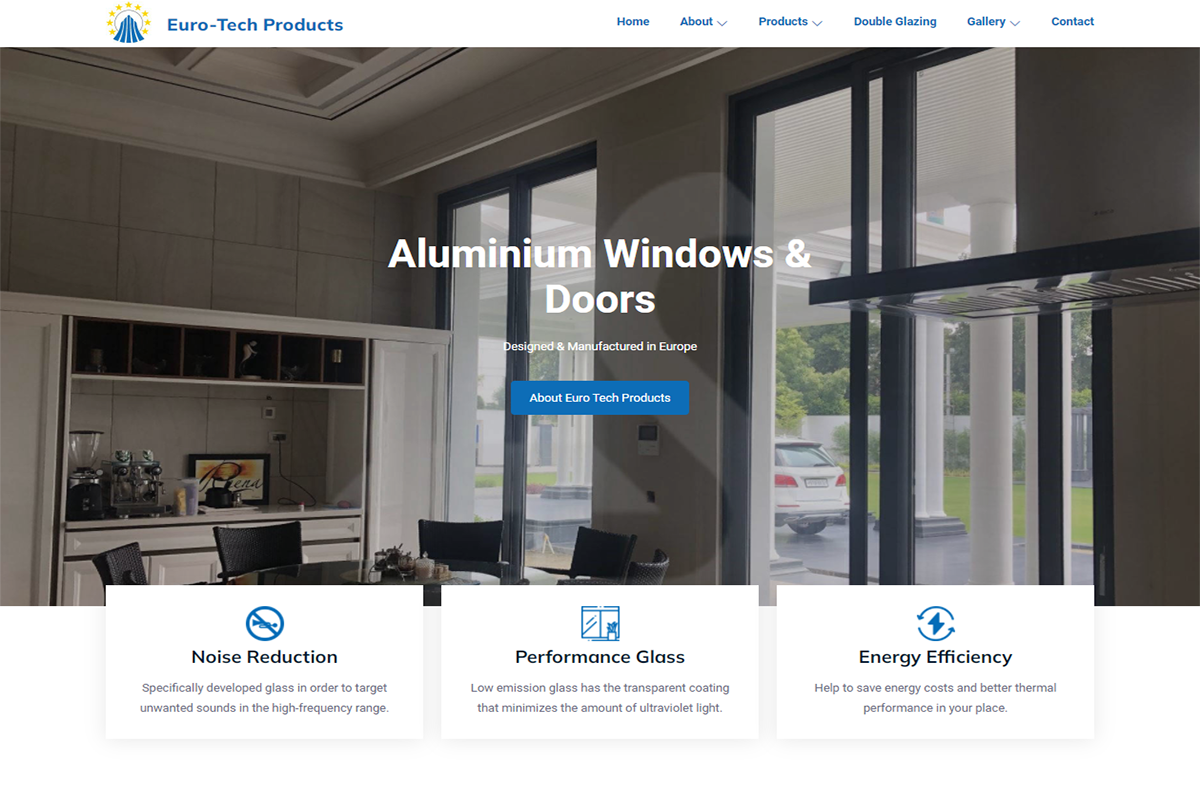 Euro-Tech Products
Home
About
Products
Double Glazing
Gallery
Contact
Aluminium Windows &
Doors
Designed & Manufactured in Europe
About Euro Tech Products
Noise Reduction
Specifically developed glass in order to target
unwanted sounds in the high-frequency range.
Performance Glass
Low emission glass has the transparent coating
that minimizes the amount of ultraviolet light.
Energy Efficiency
Help to save energy costs and better thermal
performance in your place.